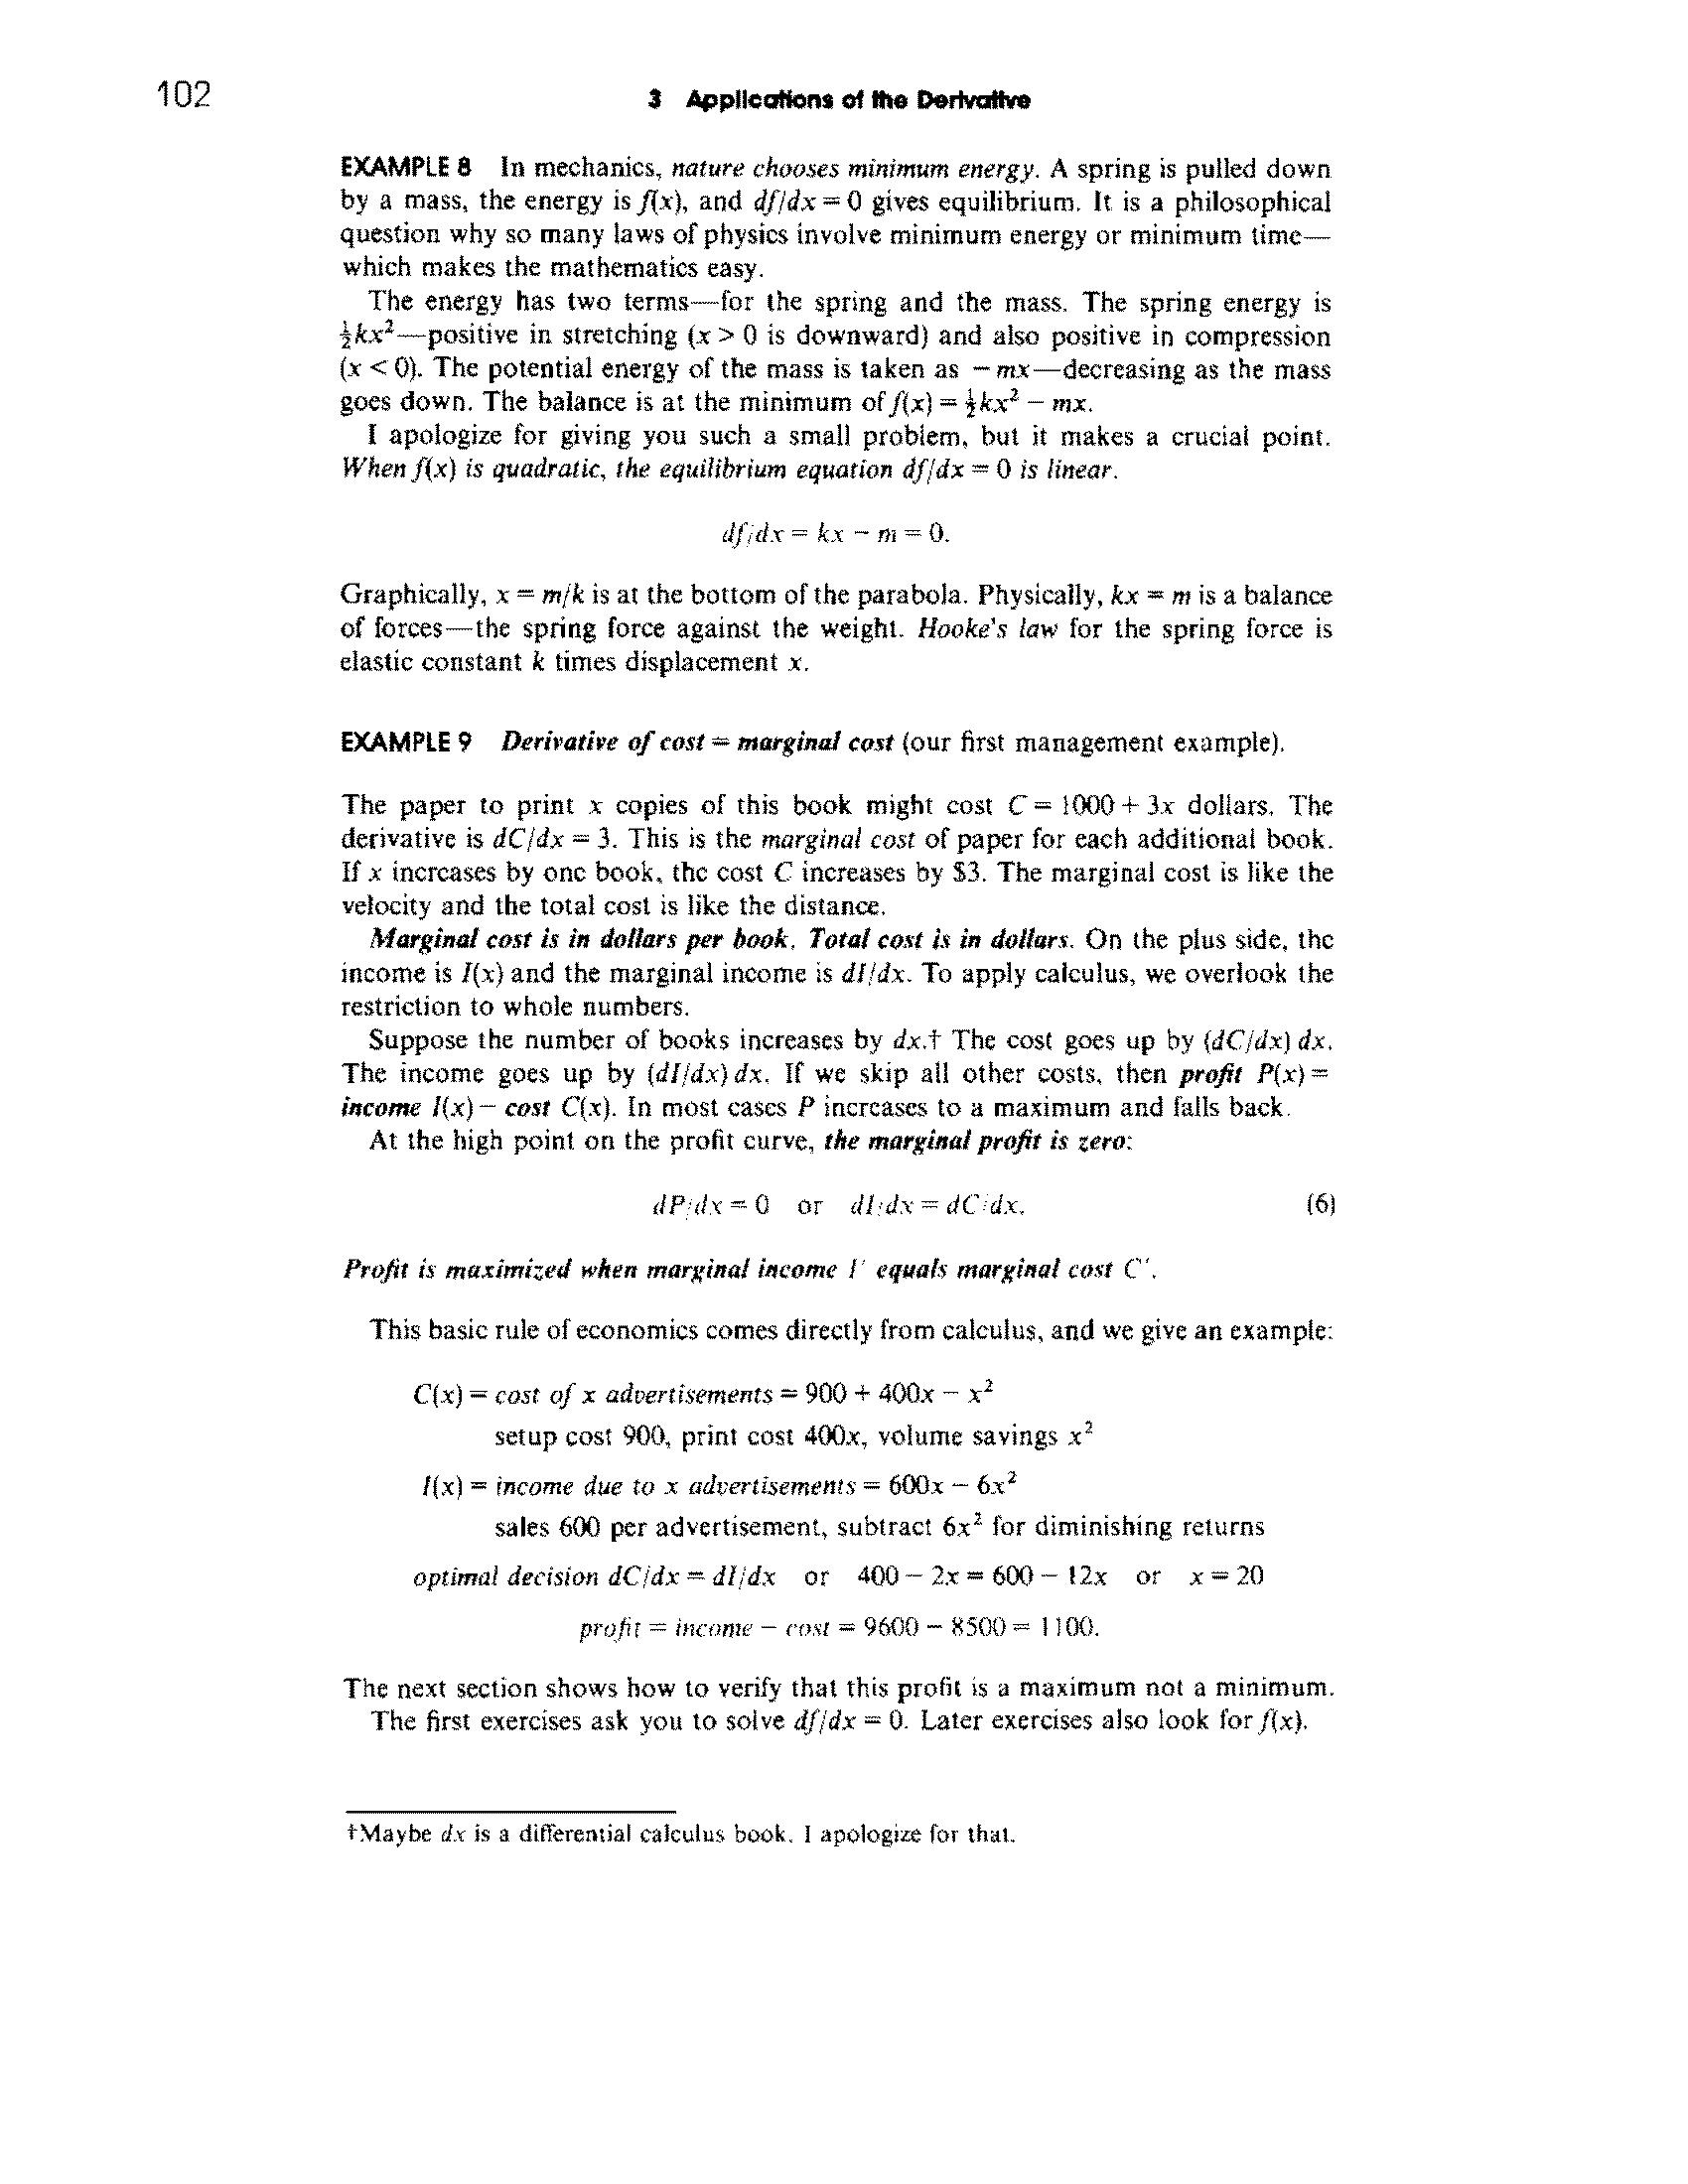 102
3 Applications of the Derivative
EXAMPLE 8 In mechanics, nature chooses minimum energy. A spring is pulled down
by a mass, the energy is f(x), and df/dx = 0 gives equilibrium. It is a philosophical
question why so many laws of physics involve minimum energy or minimum time—
which makes the mathematics easy.
The energy has two terms—for the spring and the mass. The spring energy is
½kx²—positive in stretching (x > 0 is downward) and also positive in compression
(x < 0). The potential energy of the mass is taken as − mx—decreasing as the mass
goes down. The balance is at the minimum of f(x) = ½kx² − mx.
I apologize for giving you such a small problem, but it makes a crucial point.
When f(x) is quadratic, the equilibrium equation df/dx = 0 is linear.
df/dx = kx − m = 0.
Graphically, x = m/k is at the bottom of the parabola. Physically, kx = m is a balance
of forces—the spring force against the weight. Hooke's law for the spring force is
elastic constant k times displacement x.
EXAMPLE 9 Derivative of cost = marginal cost (our first management example).
The paper to print x copies of this book might cost C = 1000 + 3x dollars. The
derivative is dC/dx = 3. This is the marginal cost of paper for each additional book.
If x increases by one book, the cost C increases by $3. The marginal cost is like the
velocity and the total cost is like the distance.
Marginal cost is in dollars per book. Total cost is in dollars. On the plus side, the
income is I(x) and the marginal income is dI/dx. To apply calculus, we overlook the
restriction to whole numbers.
Suppose the number of books increases by dx.† The cost goes up by (dC/dx) dx.
The income goes up by (dI/dx) dx. If we skip all other costs, then profit P(x) =
income I(x) − cost C(x). In most cases P increases to a maximum and falls back.
At the high point on the profit curve, the marginal profit is zero:
dP/dx = 0 or dI/dx = dC/dx. (6)
Profit is maximized when marginal income I′ equals marginal cost C′.
This basic rule of economics comes directly from calculus, and we give an example:
C(x) = cost of x advertisements = 900 + 400x − x²
setup cost 900, print cost 400x, volume savings x²
I(x) = income due to x advertisements = 600x − 6x²
sales 600 per advertisement, subtract 6x² for diminishing returns
optimal decision dC/dx = dI/dx or 400 − 2x = 600 − 12x or x = 20
profit = income − cost = 9600 − 8500 = 1100.
The next section shows how to verify that this profit is a maximum not a minimum.
The first exercises ask you to solve df/dx = 0. Later exercises also look for f(x).
†Maybe dx is a differential calculus book. I apologize for that.